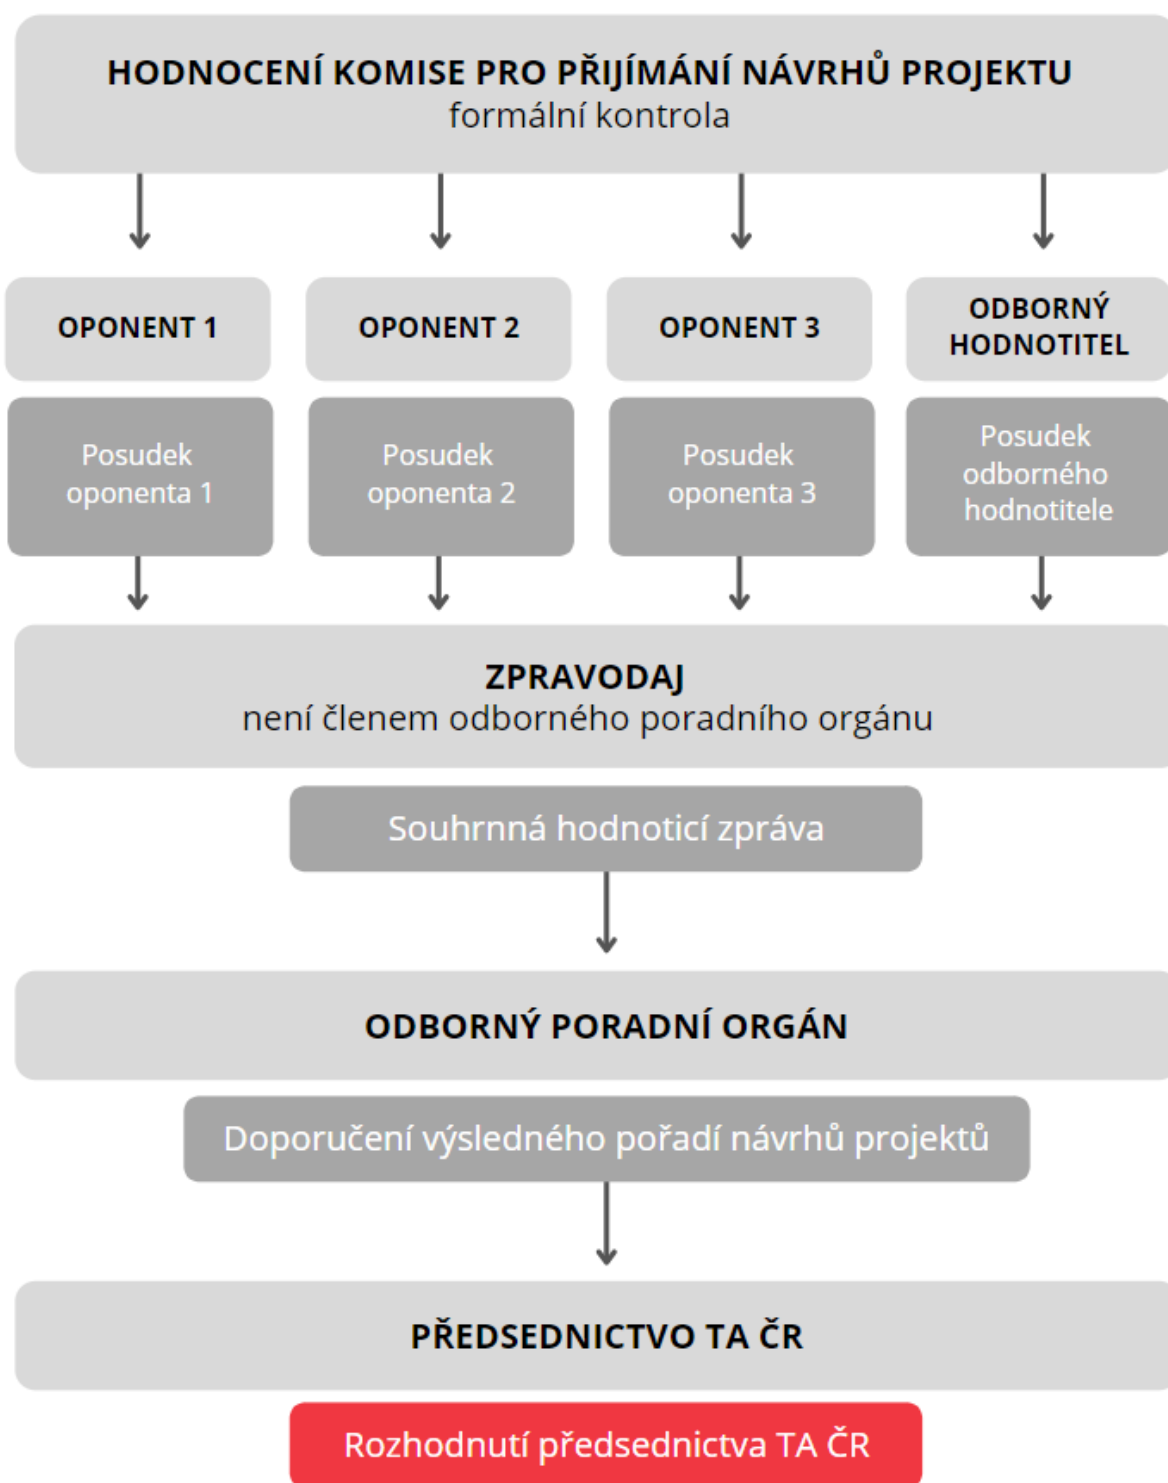 HODNOCENÍ KOMISE PRO PŘIJÍMÁNÍ NÁVRHŮ PROJEKTU
formální kontrola
OPONENT 1
OPONENT 2
OPONENT 3
ODBORNÝ
HODNOTITEL
Posudek
oponenta 1
Posudek
oponenta 2
Posudek
oponenta 3
Posudek
odborného
hodnotitele
ZPRAVODAJ
není členem odborného poradního orgánu
Souhrnná hodnoticí zpráva
ODBORNÝ PORADNÍ ORGÁN
Doporučení výsledného pořadí návrhů projektů
PŘEDSEDNICTVO TA ČR
Rozhodnutí předsednictva TA ČR